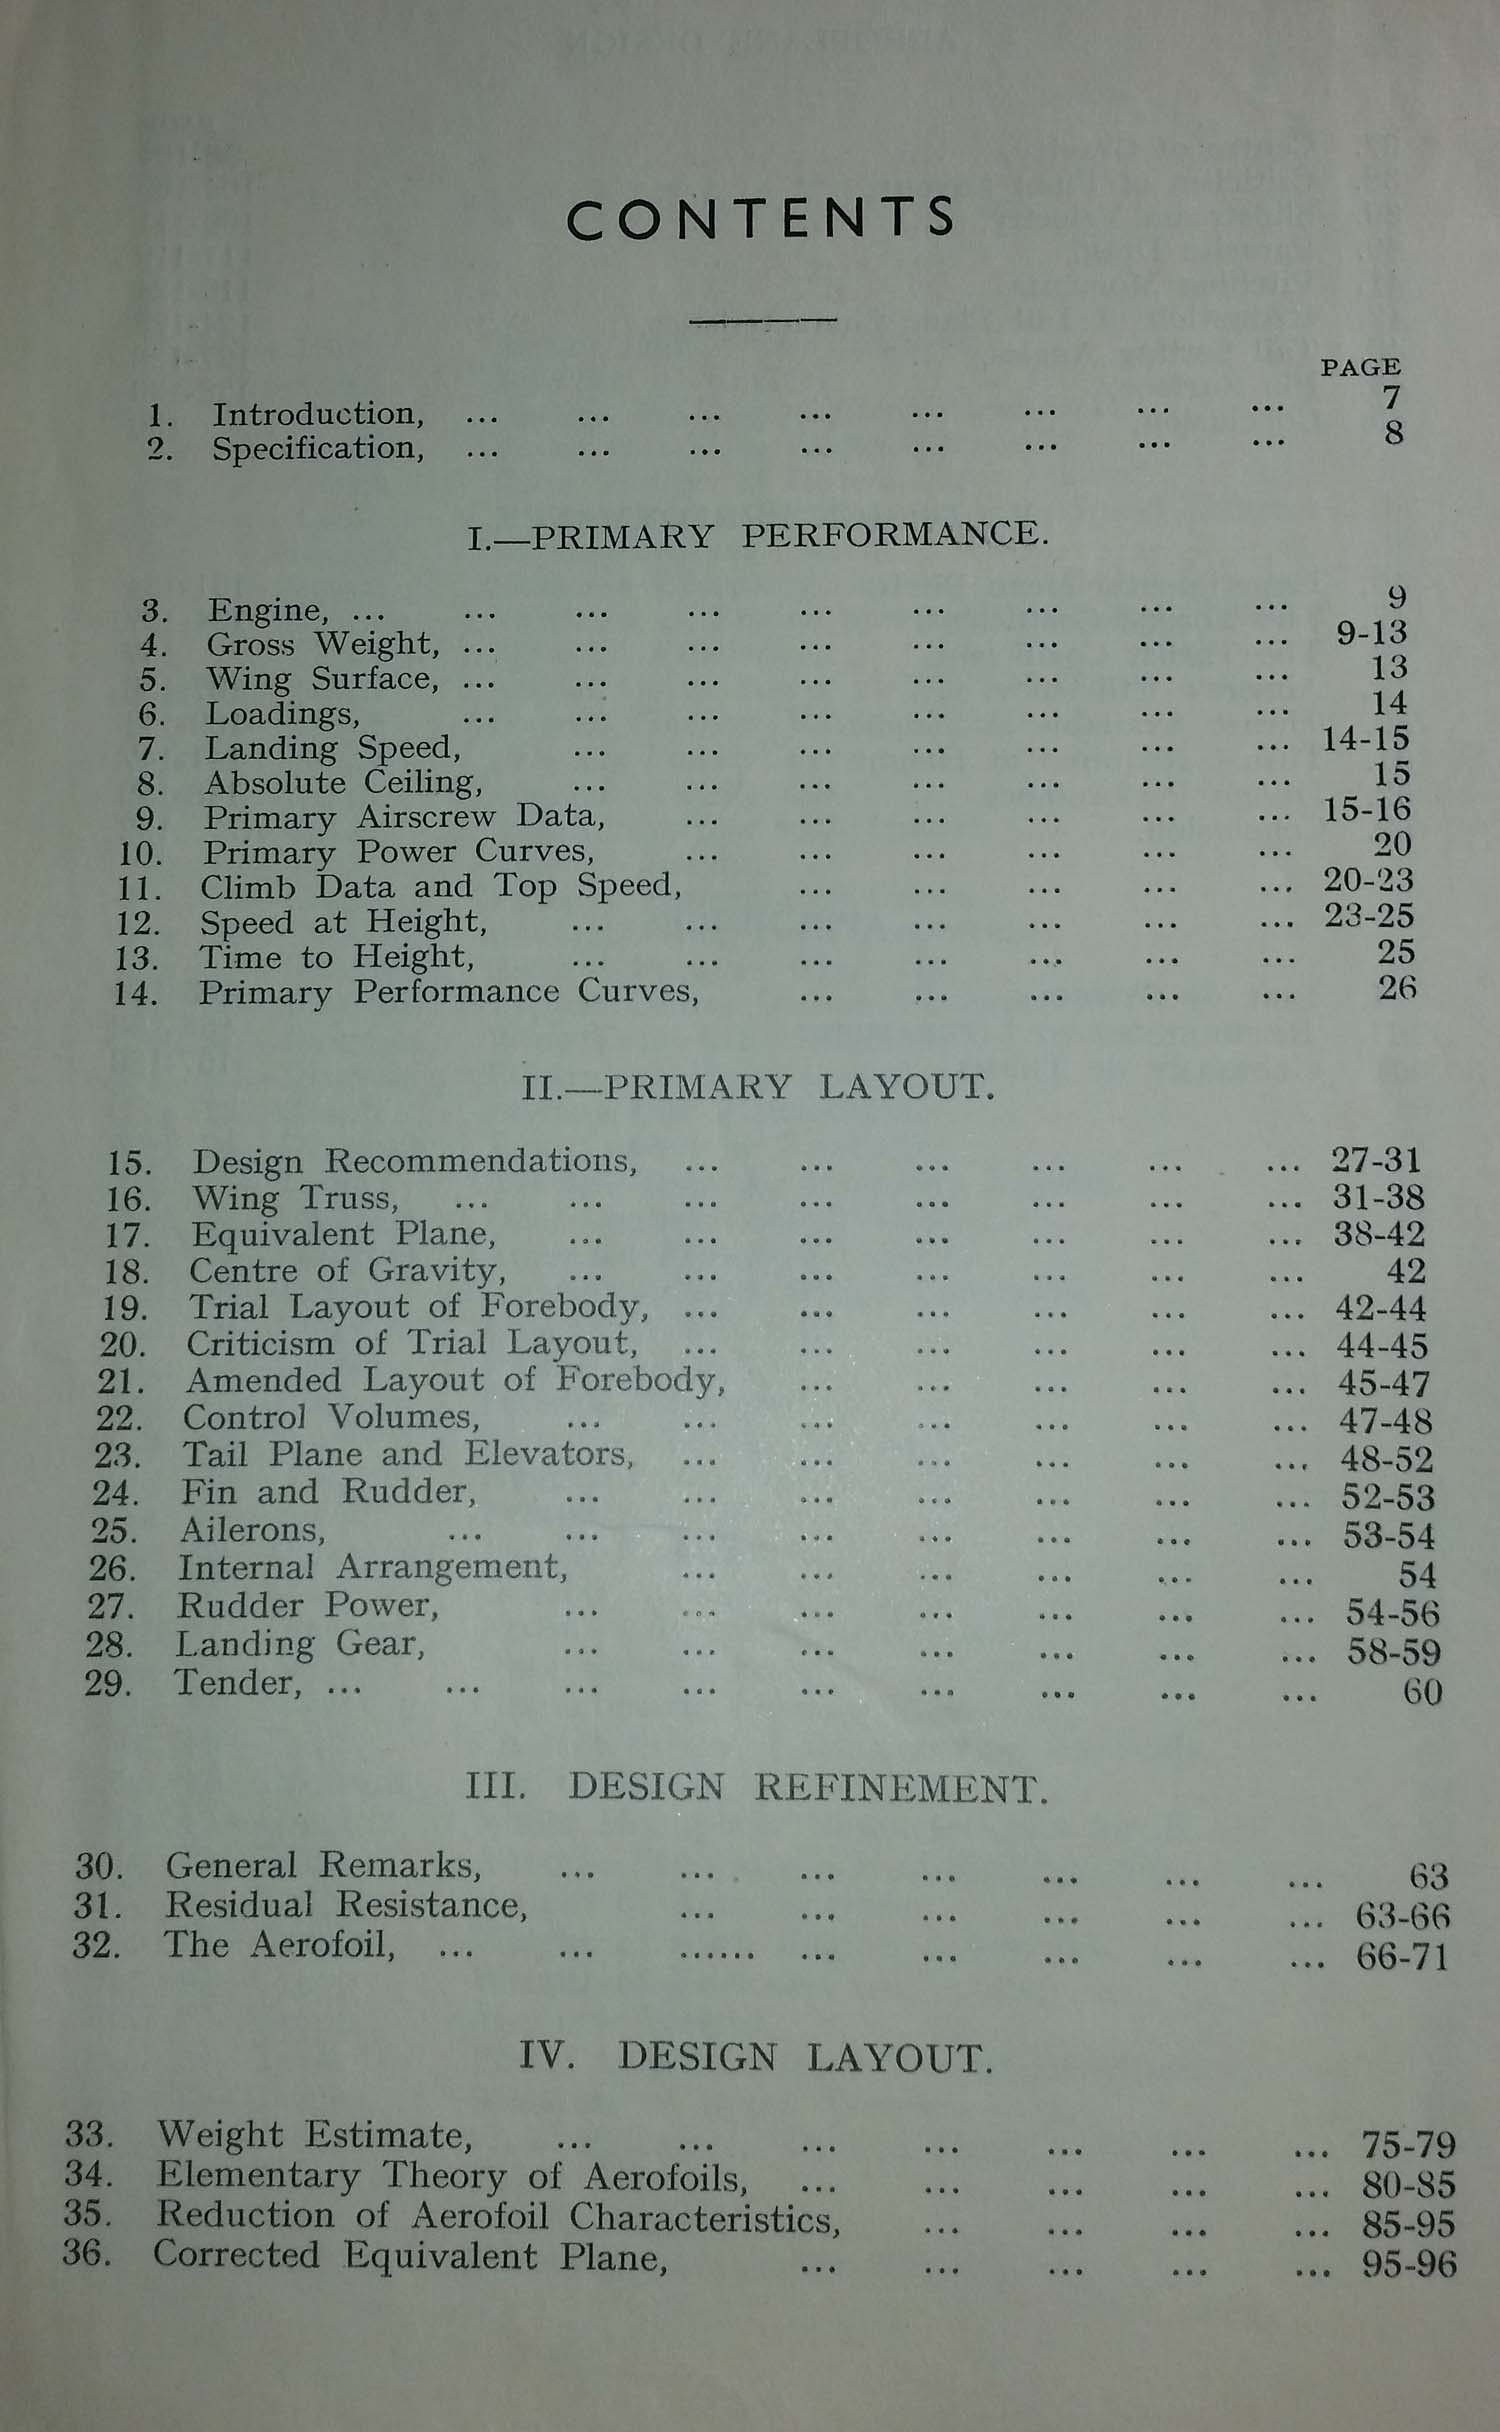 CONTENTS
PAGE
1. Introduction, ... ... ... ... ... ... ... ... 7
2. Specification, ... ... ... ... ... ... ... ... 8
I.—PRIMARY PERFORMANCE.
3. Engine, ... ... ... ... ... ... ... ... ... 9
4. Gross Weight, ... ... ... ... ... ... ... ... 9-13
5. Wing Surface, ... ... ... ... ... ... ... ... 13
6. Loadings, ... ... ... ... ... ... ... ... 14
7. Landing Speed, ... ... ... ... ... ... ... 14-15
8. Absolute Ceiling, ... ... ... ... ... ... ... 15
9. Primary Airscrew Data, ... ... ... ... ... ... 15-16
10. Primary Power Curves, ... ... ... ... ... ... 20
11. Climb Data and Top Speed, ... ... ... ... ... 20-23
12. Speed at Height, ... ... ... ... ... ... ... 23-25
13. Time to Height, ... ... ... ... ... ... ... 25
14. Primary Performance Curves, ... ... ... ... ... 26
II.—PRIMARY LAYOUT.
15. Design Recommendations, ... ... ... ... ... ... 27-31
16. Wing Truss, ... ... ... ... ... ... ... ... 31-38
17. Equivalent Plane, ... ... ... ... ... ... ... 38-42
18. Centre of Gravity, ... ... ... ... ... ... ... 42
19. Trial Layout of Forebody, ... ... ... ... ... ... 42-44
20. Criticism of Trial Layout, ... ... ... ... ... ... 44-45
21. Amended Layout of Forebody, ... ... ... ... ... 45-47
22. Control Volumes, ... ... ... ... ... ... ... 47-48
23. Tail Plane and Elevators, ... ... ... ... ... ... 48-52
24. Fin and Rudder, ... ... ... ... ... ... ... 52-53
25. Ailerons, ... ... ... ... ... ... ... ... 53-54
26. Internal Arrangement, ... ... ... ... ... ... 54
27. Rudder Power, ... ... ... ... ... ... ... 54-56
28. Landing Gear, ... ... ... ... ... ... ... 58-59
29. Tender, ... ... ... ... ... ... ... ... ... 60
III. DESIGN REFINEMENT.
30. General Remarks, ... ... ... ... ... ... ... 63
31. Residual Resistance, ... ... ... ... ... ... 63-66
32. The Aerofoil, ... ... ...... ... ... ... ... ... 66-71
IV. DESIGN LAYOUT.
33. Weight Estimate, ... ... ... ... ... ... ... 75-79
34. Elementary Theory of Aerofoils, ... ... ... ... ... 80-85
35. Reduction of Aerofoil Characteristics, ... ... ... ... 85-95
36. Corrected Equivalent Plane, ... ... ... ... ... 95-96